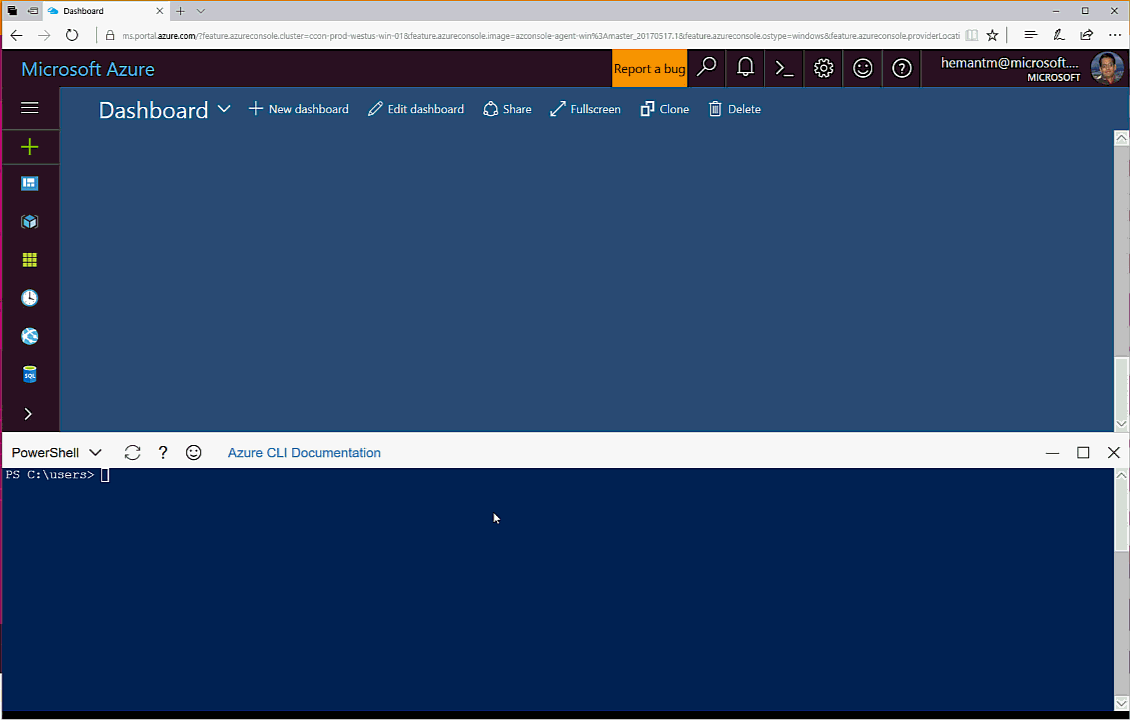 Dashboard
ms.portal.azure.com/?feature.azureconsole.cluster=ccon-prod-westus-win-01&feature.azureconsole.image=azconsole-agent-win%3Amaster_20170517.1&feature.azureconsole.ostype=windows&feature.azureconsole.providerLocati
Microsoft Azure
Report a bug
hemantm@microsoft....
MICROSOFT
Dashboard
New dashboard
Edit dashboard
Share
Fullscreen
Clone
Delete
SQL
PowerShell
?
Azure CLI Documentation
PS C:\users>